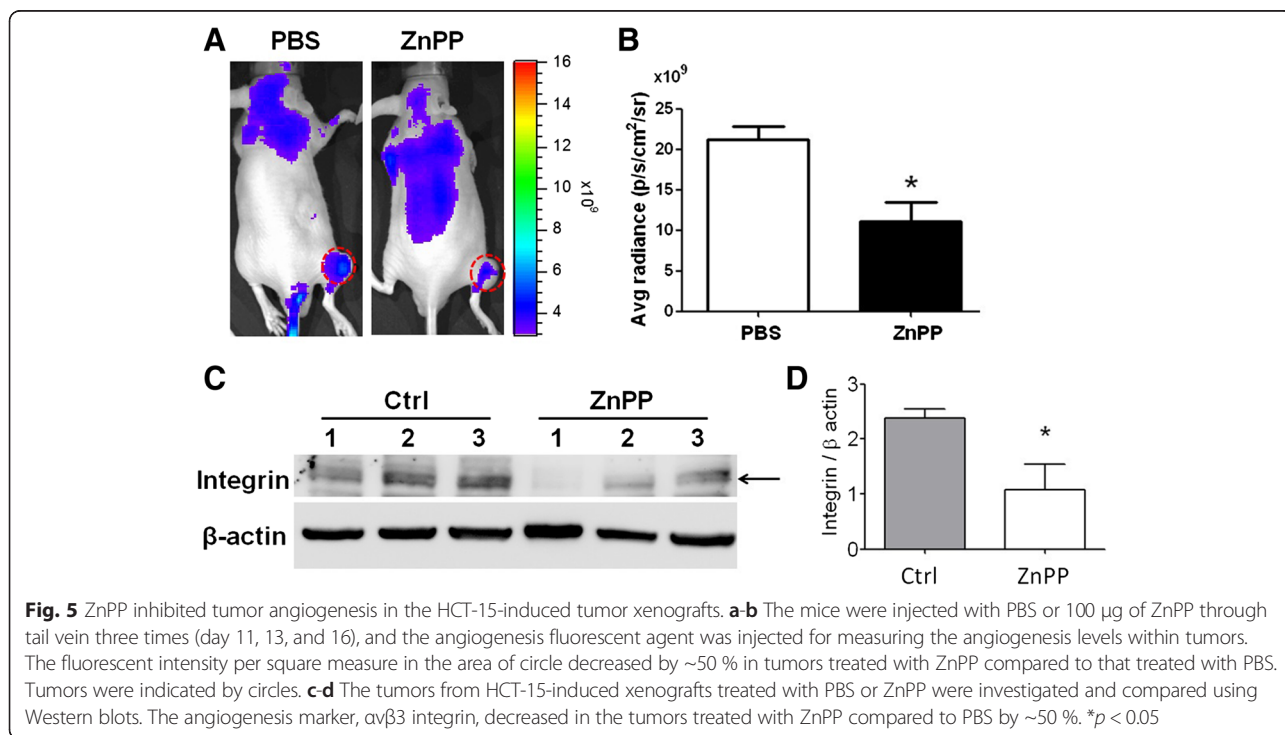 A
PBS
ZnPP
16
14
12
10
8
6
4
x10⁹
B
x10⁹
Avg radiance (p/s/cm²/sr)
25
20
15
10
5
0
*
PBS
ZnPP
C
Ctrl
ZnPP
1 2 3 1 2 3
Integrin
β-actin
D
Integrin / β actin
3
2
1
0
*
Ctrl
ZnPP
Fig. 5 ZnPP inhibited tumor angiogenesis in the HCT-15-induced tumor xenografts. a-b The mice were injected with PBS or 100 μg of ZnPP through
tail vein three times (day 11, 13, and 16), and the angiogenesis fluorescent agent was injected for measuring the angiogenesis levels within tumors.
The fluorescent intensity per square measure in the area of circle decreased by ~50 % in tumors treated with ZnPP compared to that treated with PBS.
Tumors were indicated by circles. c-d The tumors from HCT-15-induced xenografts treated with PBS or ZnPP were investigated and compared using
Western blots. The angiogenesis marker, αvβ3 integrin, decreased in the tumors treated with ZnPP compared to PBS by ~50 %. *p < 0.05